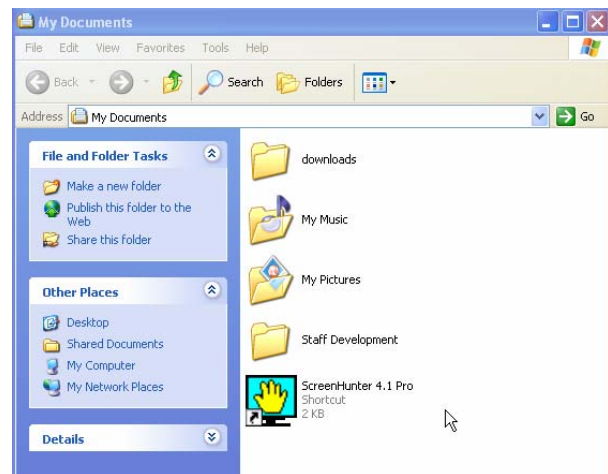 My Documents
File Edit View Favorites Tools Help
Back Search Folders
Address My Documents Go
File and Folder Tasks
Make a new folder
Publish this folder to the
Web
Share this folder
Other Places
Desktop
Shared Documents
My Computer
My Network Places
Details
downloads
My Music
My Pictures
Staff Development
ScreenHunter 4.1 Pro
Shortcut
2 KB